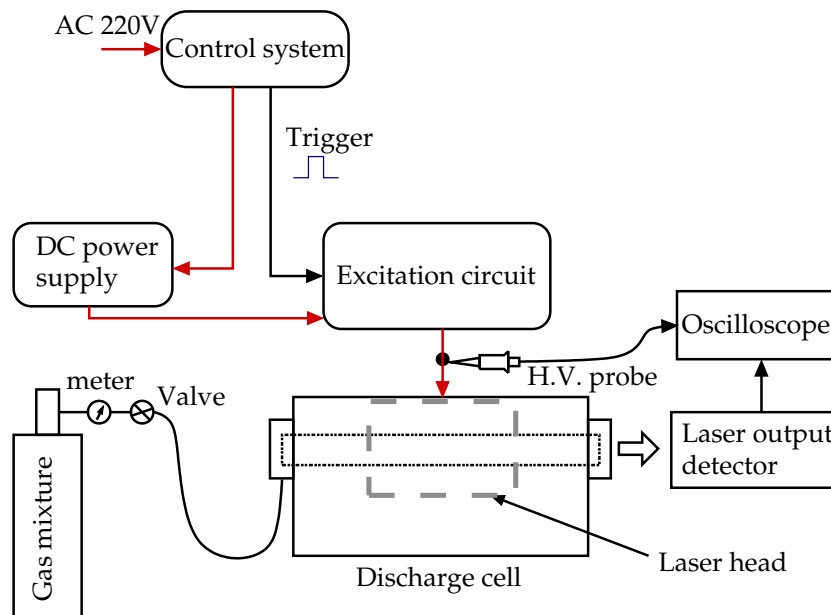 AC 220V
Control system
Trigger
DC power
supply
Excitation circuit
Oscilloscope
H.V. probe
meter
Valve
Laser output
detector
Gas mixture
Laser head
Discharge cell